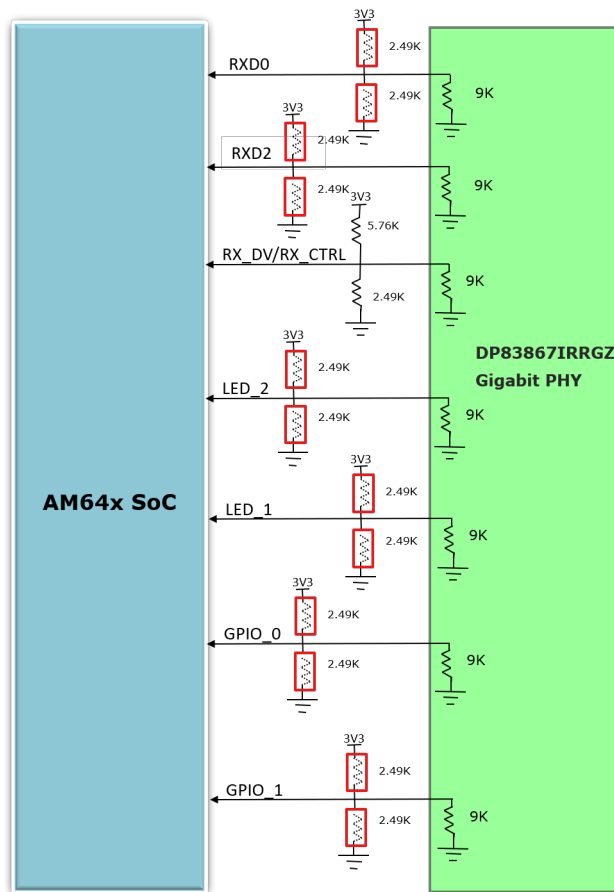 3V3
2.49K
RXD0
2.49K
9K
3V3
2.49K
RXD2
2.49K
9K
3V3
5.76K
RX_DV/RX_CTRL
9K
2.49K
DP83867IRRGZ
Gigabit PHY
3V3
2.49K
LED_2
2.49K
9K
3V3
2.49K
AM64x SoC
LED_1
2.49K
9K
3V3
2.49K
GPIO_0
2.49K
9K
3V3
2.49K
GPIO_1
2.49K
9K